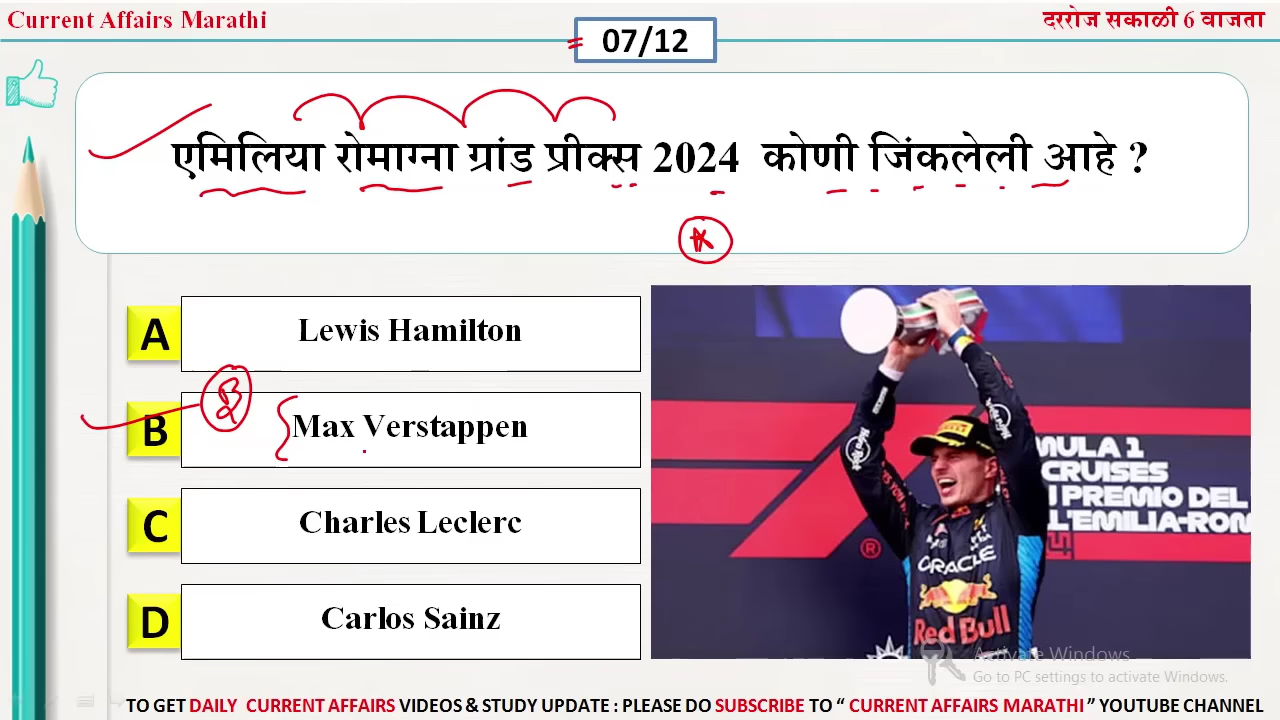 Current Affairs Marathi
दररोज सकाळी 6 वाजता
07/12
एमिलिया रोमाग्ना ग्रांड प्रीक्स 2024 कोणी जिंकलेली आहे ?
A
Lewis Hamilton
B
B
Max Verstappen
C
Charles Leclerc
D
Carlos Sainz
MULA 1
CRUISES
I PREMIO DEL
LL'EMILIA-ROM
®
PIRELLI
ORACLE
Red Bull
Activate Windows
Go to PC settings to activate Windows.
TO GET DAILY CURRENT AFFAIRS VIDEOS & STUDY UPDATE : PLEASE DO SUBSCRIBE TO “ CURRENT AFFAIRS MARATHI ” YOUTUBE CHANNEL